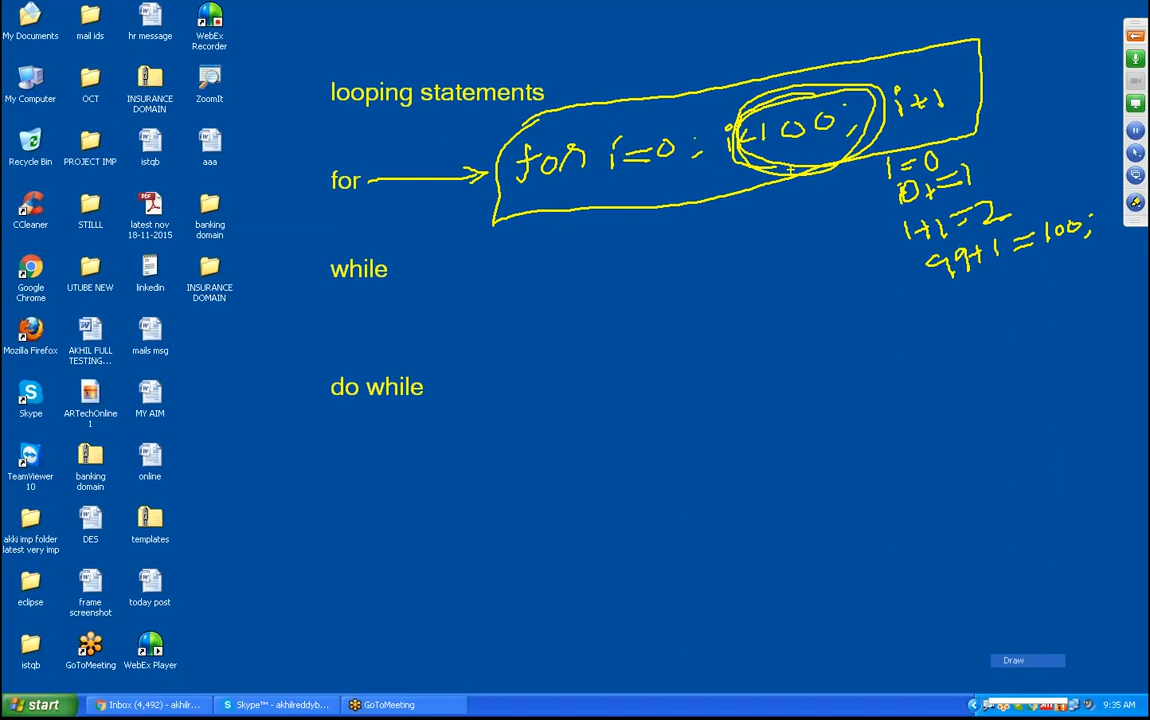 My Documents
mail ids
hr message
WebEx
Recorder
My Computer
OCT
INSURANCE
DOMAIN
ZoomIt
Recycle Bin
PROJECT IMP
istqb
aaa
CCleaner
STILLL
latest nov
18-11-2015
banking
domain
Google
Chrome
UTUBE NEW
linkedin
INSURANCE
DOMAIN
Mozilla Firefox
AKHIL FULL
TESTING...
mails msg
Skype
ARTechOnline
1
MY AIM
TeamViewer
10
banking
domain
online
akki imp folder
latest very imp
DES
templates
eclipse
frame
screenshot
today post
istqb
GoToMeeting
WebEx Player
looping statements
for
for i=0; i<100; i+1
i=0
0+=1
1+1=2
99+1=100;
while
do while
Draw
start
Inbox (4,492) - akhilr...
Skype™ - akhilreddyb...
GoToMeeting
9:35 AM